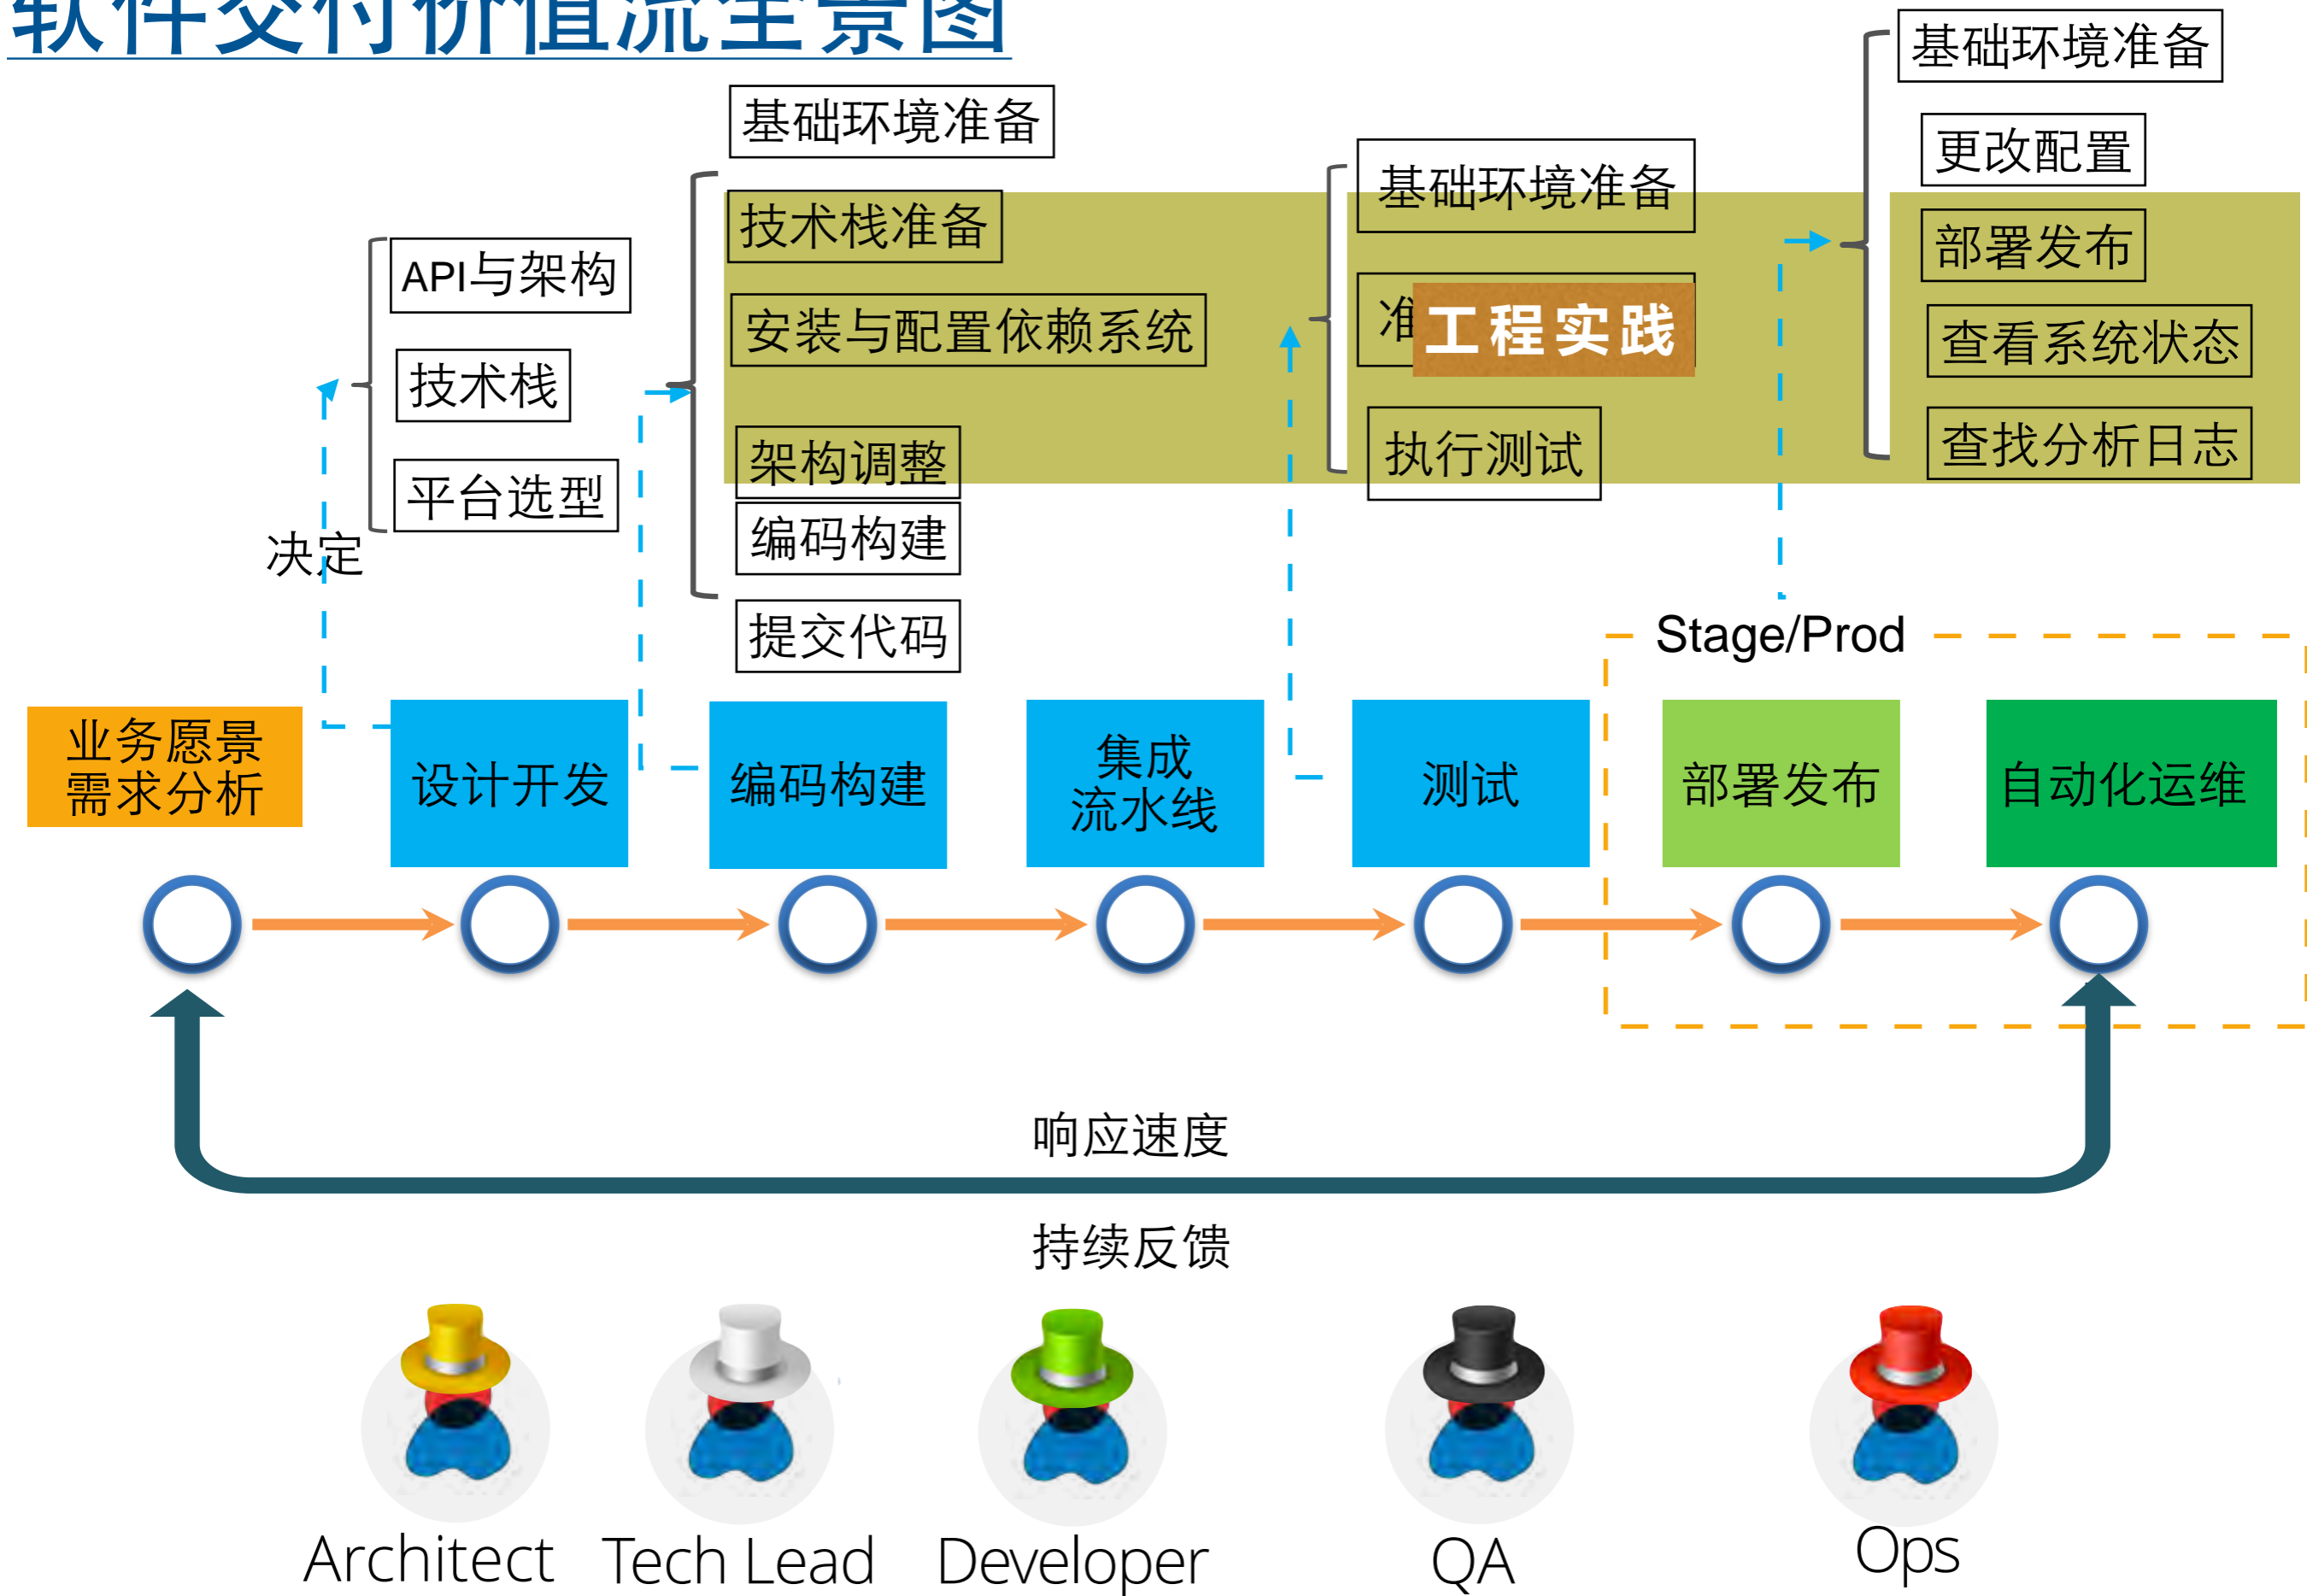 软件交付价值流全景图
基础环境准备
技术栈准备
安装与配置依赖系统
架构调整
编码构建
提交代码
API与架构
技术栈
平台选型
决定
基础环境准备
准
工程实践
执行测试
基础环境准备
更改配置
部署发布
查看系统状态
查找分析日志
Stage/Prod
业务愿景
需求分析
设计开发
编码构建
集成
流水线
测试
部署发布
自动化运维
响应速度
持续反馈
Architect
Tech Lead
Developer
QA
Ops